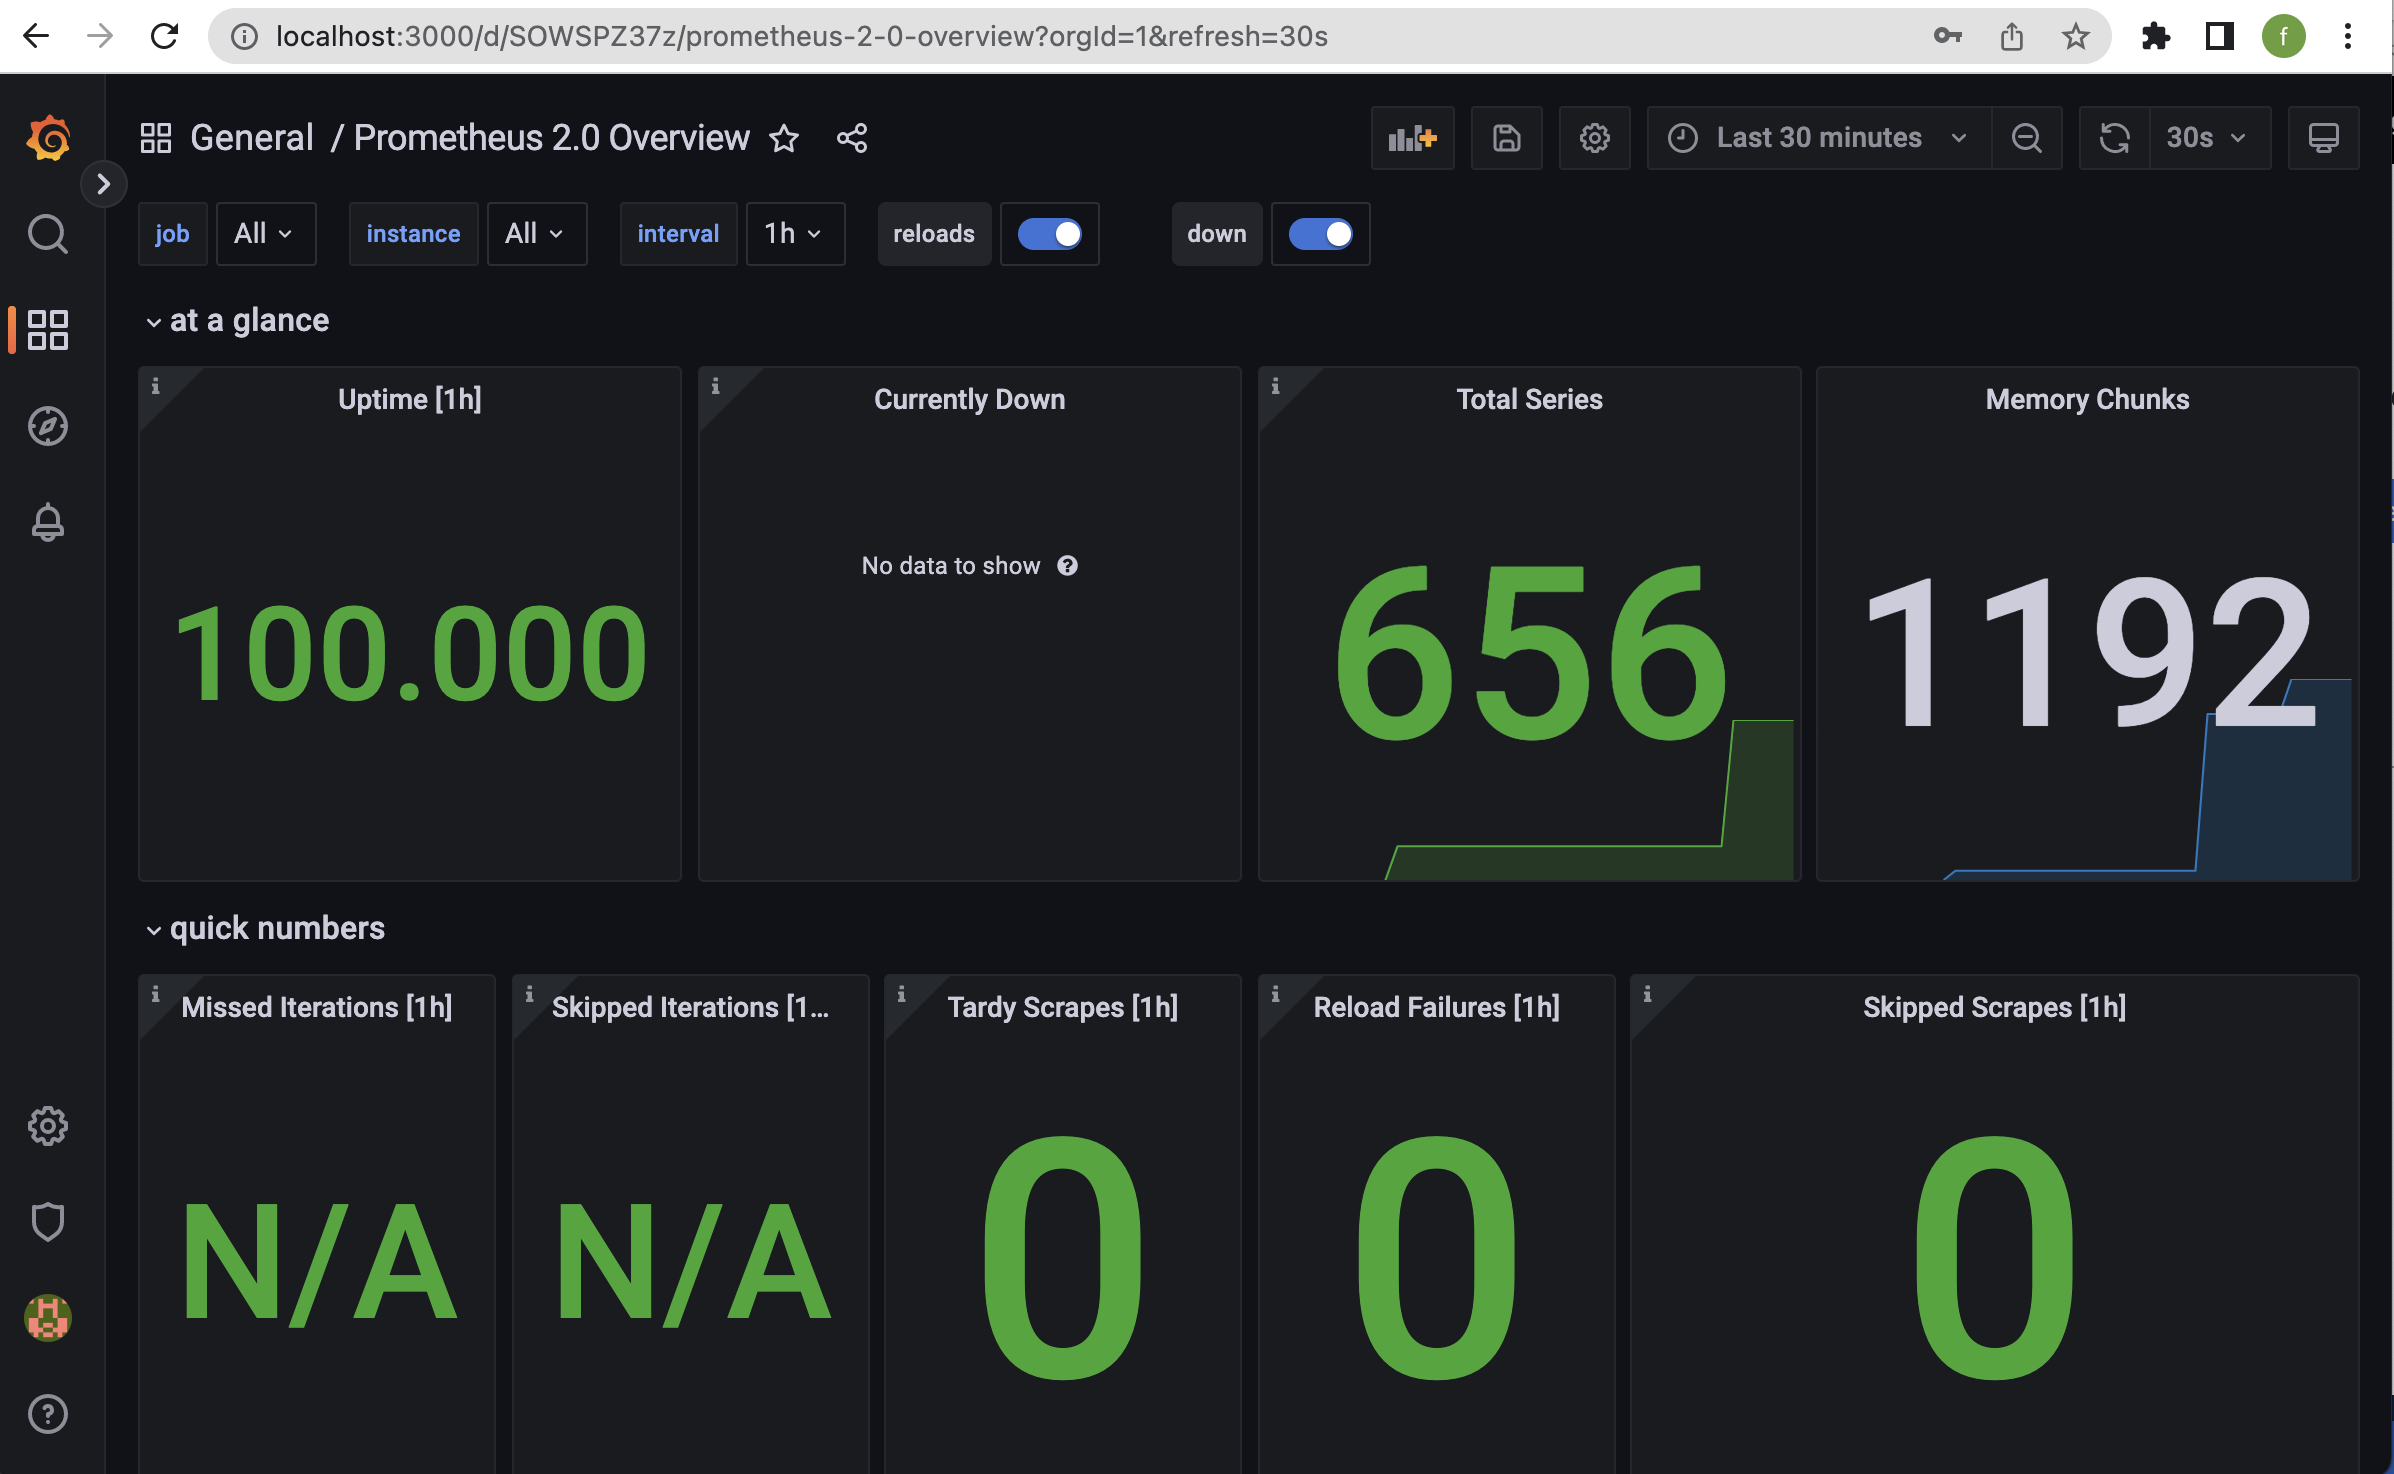 localhost:3000/d/SOWSPZ37z/prometheus-2-0-overview?orgId=1&refresh=30s
f
General / Prometheus 2.0 Overview
Last 30 minutes
30s
job All instance All interval 1h reloads down
at a glance
i Uptime [1h]
100.000
i Currently Down
No data to show ?
i Total Series
656
Memory Chunks
1192
quick numbers
i Missed Iterations [1h]
N/A
i Skipped Iterations [1...
N/A
i Tardy Scrapes [1h]
0
i Reload Failures [1h]
0
i Skipped Scrapes [1h]
0